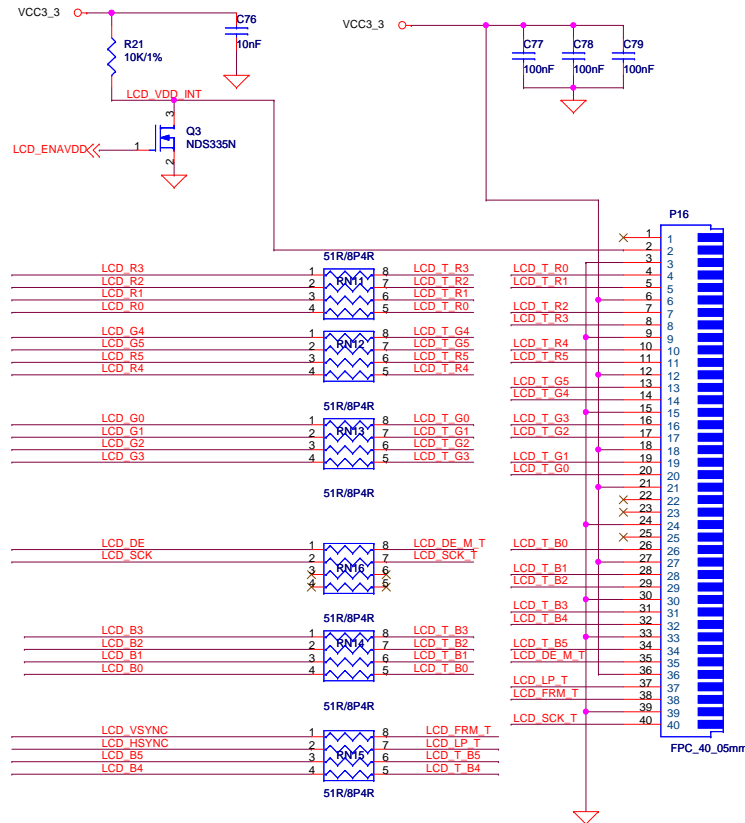 VCC3_3
C76
10nF
R21
10K/1%
LCD_VDD_INT
3
Q3
NDS335N
LCD_ENAVDD
1
2
VCC3_3
C77
100nF
C78
100nF
C79
100nF
51R/8P4R
LCD_R3 1 RN11 8 LCD_T_R3
LCD_R2 2 7 LCD_T_R2
LCD_R1 3 6 LCD_T_R1
LCD_R0 4 5 LCD_T_R0
51R/8P4R
LCD_G4 1 RN12 8 LCD_T_G4
LCD_G5 2 7 LCD_T_G5
LCD_R5 3 6 LCD_T_R5
LCD_R4 4 5 LCD_T_R4
51R/8P4R
LCD_G0 1 RN13 8 LCD_T_G0
LCD_G1 2 7 LCD_T_G1
LCD_G2 3 6 LCD_T_G2
LCD_G3 4 5 LCD_T_G3
51R/8P4R
LCD_DE 1 RN16 8 LCD_DE_M_T
LCD_SCK 2 7 LCD_SCK_T
3 6
4 5
51R/8P4R
LCD_B3 1 RN14 8 LCD_T_B3
LCD_B2 2 7 LCD_T_B2
LCD_B1 3 6 LCD_T_B1
LCD_B0 4 5 LCD_T_B0
51R/8P4R
LCD_VSYNC 1 RN15 8 LCD_FRM_T
LCD_HSYNC 2 7 LCD_LP_T
LCD_B5 3 6 LCD_T_B5
LCD_B4 4 5 LCD_T_B4
51R/8P4R
P16
1 1
2 2
3 3
LCD_T_R0 4 4
LCD_T_R1 5 5
6 6
LCD_T_R2 7 7
LCD_T_R3 8 8
9 9
LCD_T_R4 10 10
LCD_T_R5 11 11
12 12
LCD_T_G5 13 13
LCD_T_G4 14 14
15 15
LCD_T_G3 16 16
LCD_T_G2 17 17
18 18
LCD_T_G1 19 19
LCD_T_G0 20 20
21 21
22 22
23 23
24 24
25 25
LCD_T_B0 26 26
27 27
LCD_T_B1 28 28
LCD_T_B2 29 29
30 30
LCD_T_B3 31 31
LCD_T_B4 32 32
33 33
LCD_T_B5 34 34
LCD_DE_M_T 35 35
36 36
LCD_LP_T 37 37
LCD_FRM_T 38 38
39 39
LCD_SCK_T 40 40
FPC_40_05mm